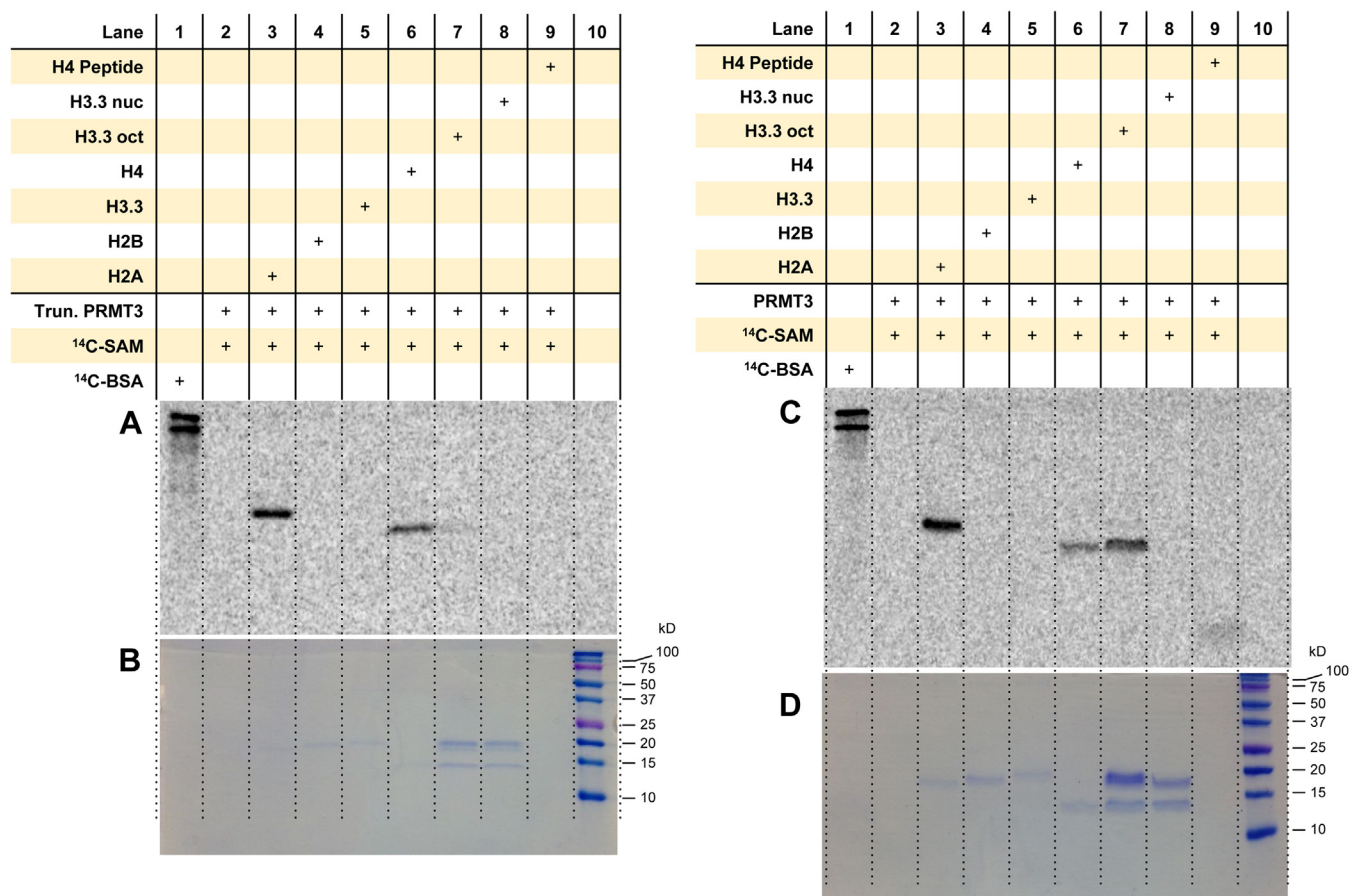 Lane 1 2 3 4 5 6 7 8 9 10
H4 Peptide +
H3.3 nuc +
H3.3 oct +
H4 +
H3.3 +
H2B +
H2A +
Trun. PRMT3 + + + + + + + +
¹⁴C-SAM + + + + + + + +
¹⁴C-BSA +
A
B
kD
100
75
50
37
25
20
15
10
Lane 1 2 3 4 5 6 7 8 9 10
H4 Peptide +
H3.3 nuc +
H3.3 oct +
H4 +
H3.3 +
H2B +
H2A +
PRMT3 + + + + + + + +
¹⁴C-SAM + + + + + + + +
¹⁴C-BSA +
C
D
kD
100
75
50
37
25
20
15
10